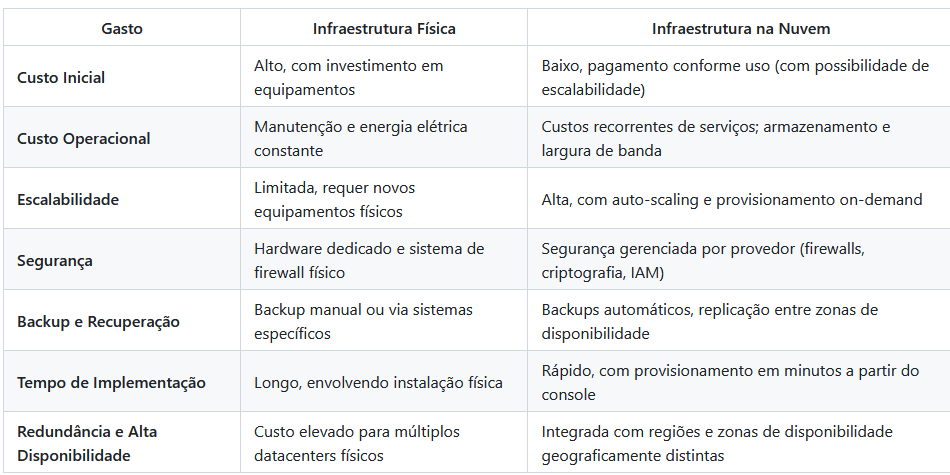 Gasto Infraestrutura Física Infraestrutura na Nuvem
Custo Inicial
Alto, com investimento em
equipamentos
Baixo, pagamento conforme uso (com possibilidade de
escalabilidade)
Custo Operacional
Manutenção e energia elétrica
constante
Custos recorrentes de serviços; armazenamento e
largura de banda
Escalabilidade
Limitada, requer novos
equipamentos físicos
Alta, com auto-scaling e provisionamento on-demand
Segurança
Hardware dedicado e sistema de
firewall físico
Segurança gerenciada por provedor (firewalls,
criptografia, IAM)
Backup e Recuperação
Backup manual ou via sistemas
específicos
Backups automáticos, replicação entre zonas de
disponibilidade
Tempo de Implementação
Longo, envolvendo instalação física
Rápido, com provisionamento em minutos a partir do
console
Redundância e Alta
Disponibilidade
Custo elevado para múltiplos
datacenters físicos
Integrada com regiões e zonas de disponibilidade
geograficamente distintas